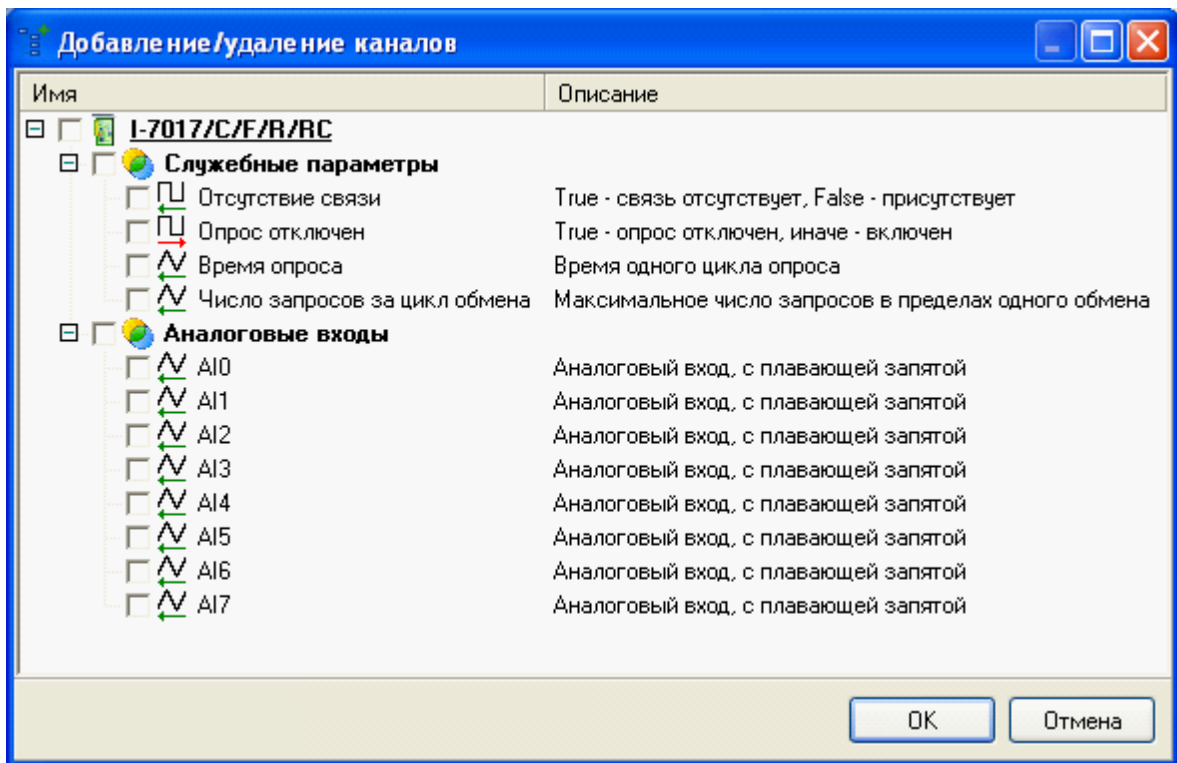 Добавление/удаление каналов
Имя Описание
I-7017/C/F/R/RC
Служебные параметры
Отсутствие связи True - связь отсутствует, False - присутствует
Опрос отключен True - опрос отключен, иначе - включен
Время опроса Время одного цикла опроса
Число запросов за цикл обмена Максимальное число запросов в пределах одного обмена
Аналоговые входы
AI0 Аналоговый вход, с плавающей запятой
AI1 Аналоговый вход, с плавающей запятой
AI2 Аналоговый вход, с плавающей запятой
AI3 Аналоговый вход, с плавающей запятой
AI4 Аналоговый вход, с плавающей запятой
AI5 Аналоговый вход, с плавающей запятой
AI6 Аналоговый вход, с плавающей запятой
AI7 Аналоговый вход, с плавающей запятой
OK Отмена